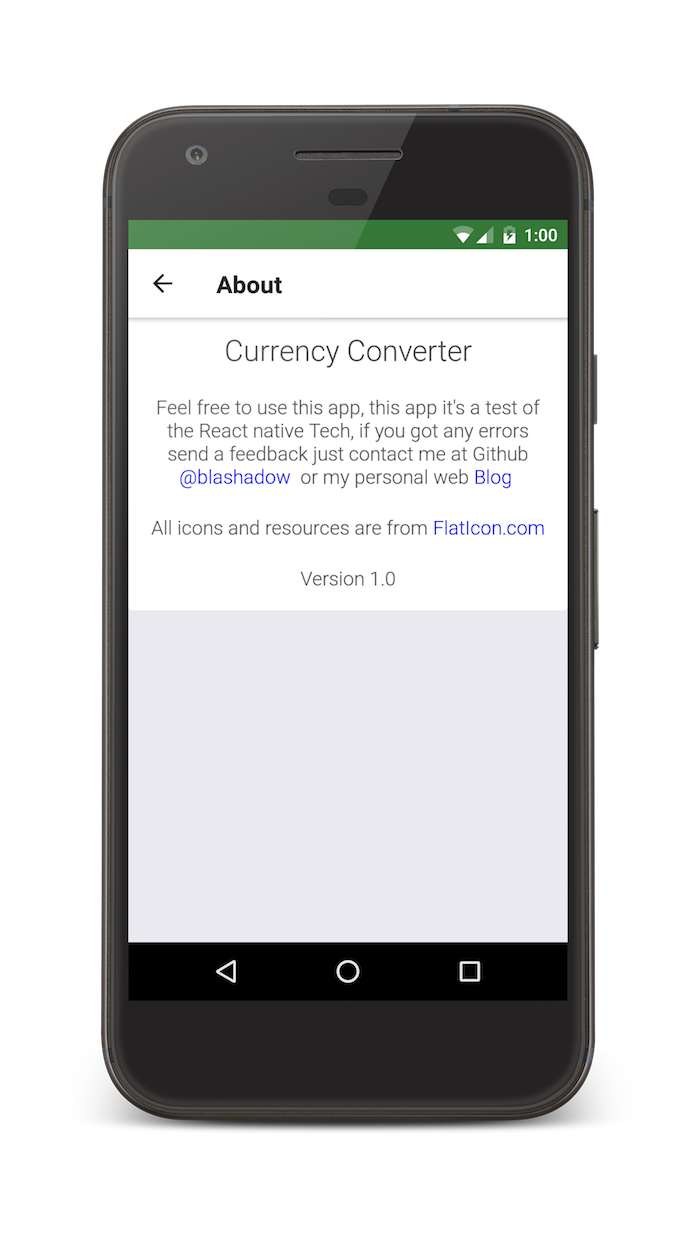 1:00
About
Currency Converter
Feel free to use this app, this app it's a test of
the React native Tech, if you got any errors
send a feedback just contact me at Github
@blashadow  or my personal web Blog
All icons and resources are from FlatIcon.com
Version 1.0